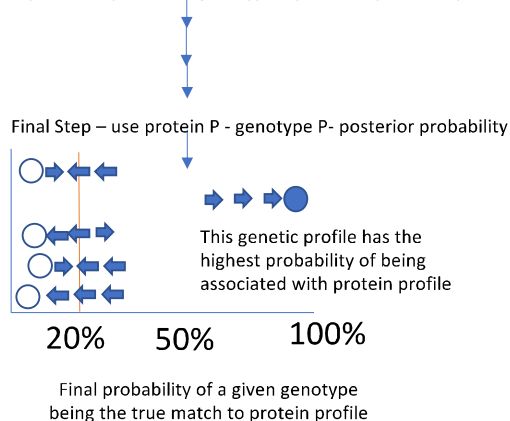 Final Step – use protein P - genotype P- posterior probability
This genetic profile has the
highest probability of being
associated with protein profile
20% 50% 100%
Final probability of a given genotype
being the true match to protein profile